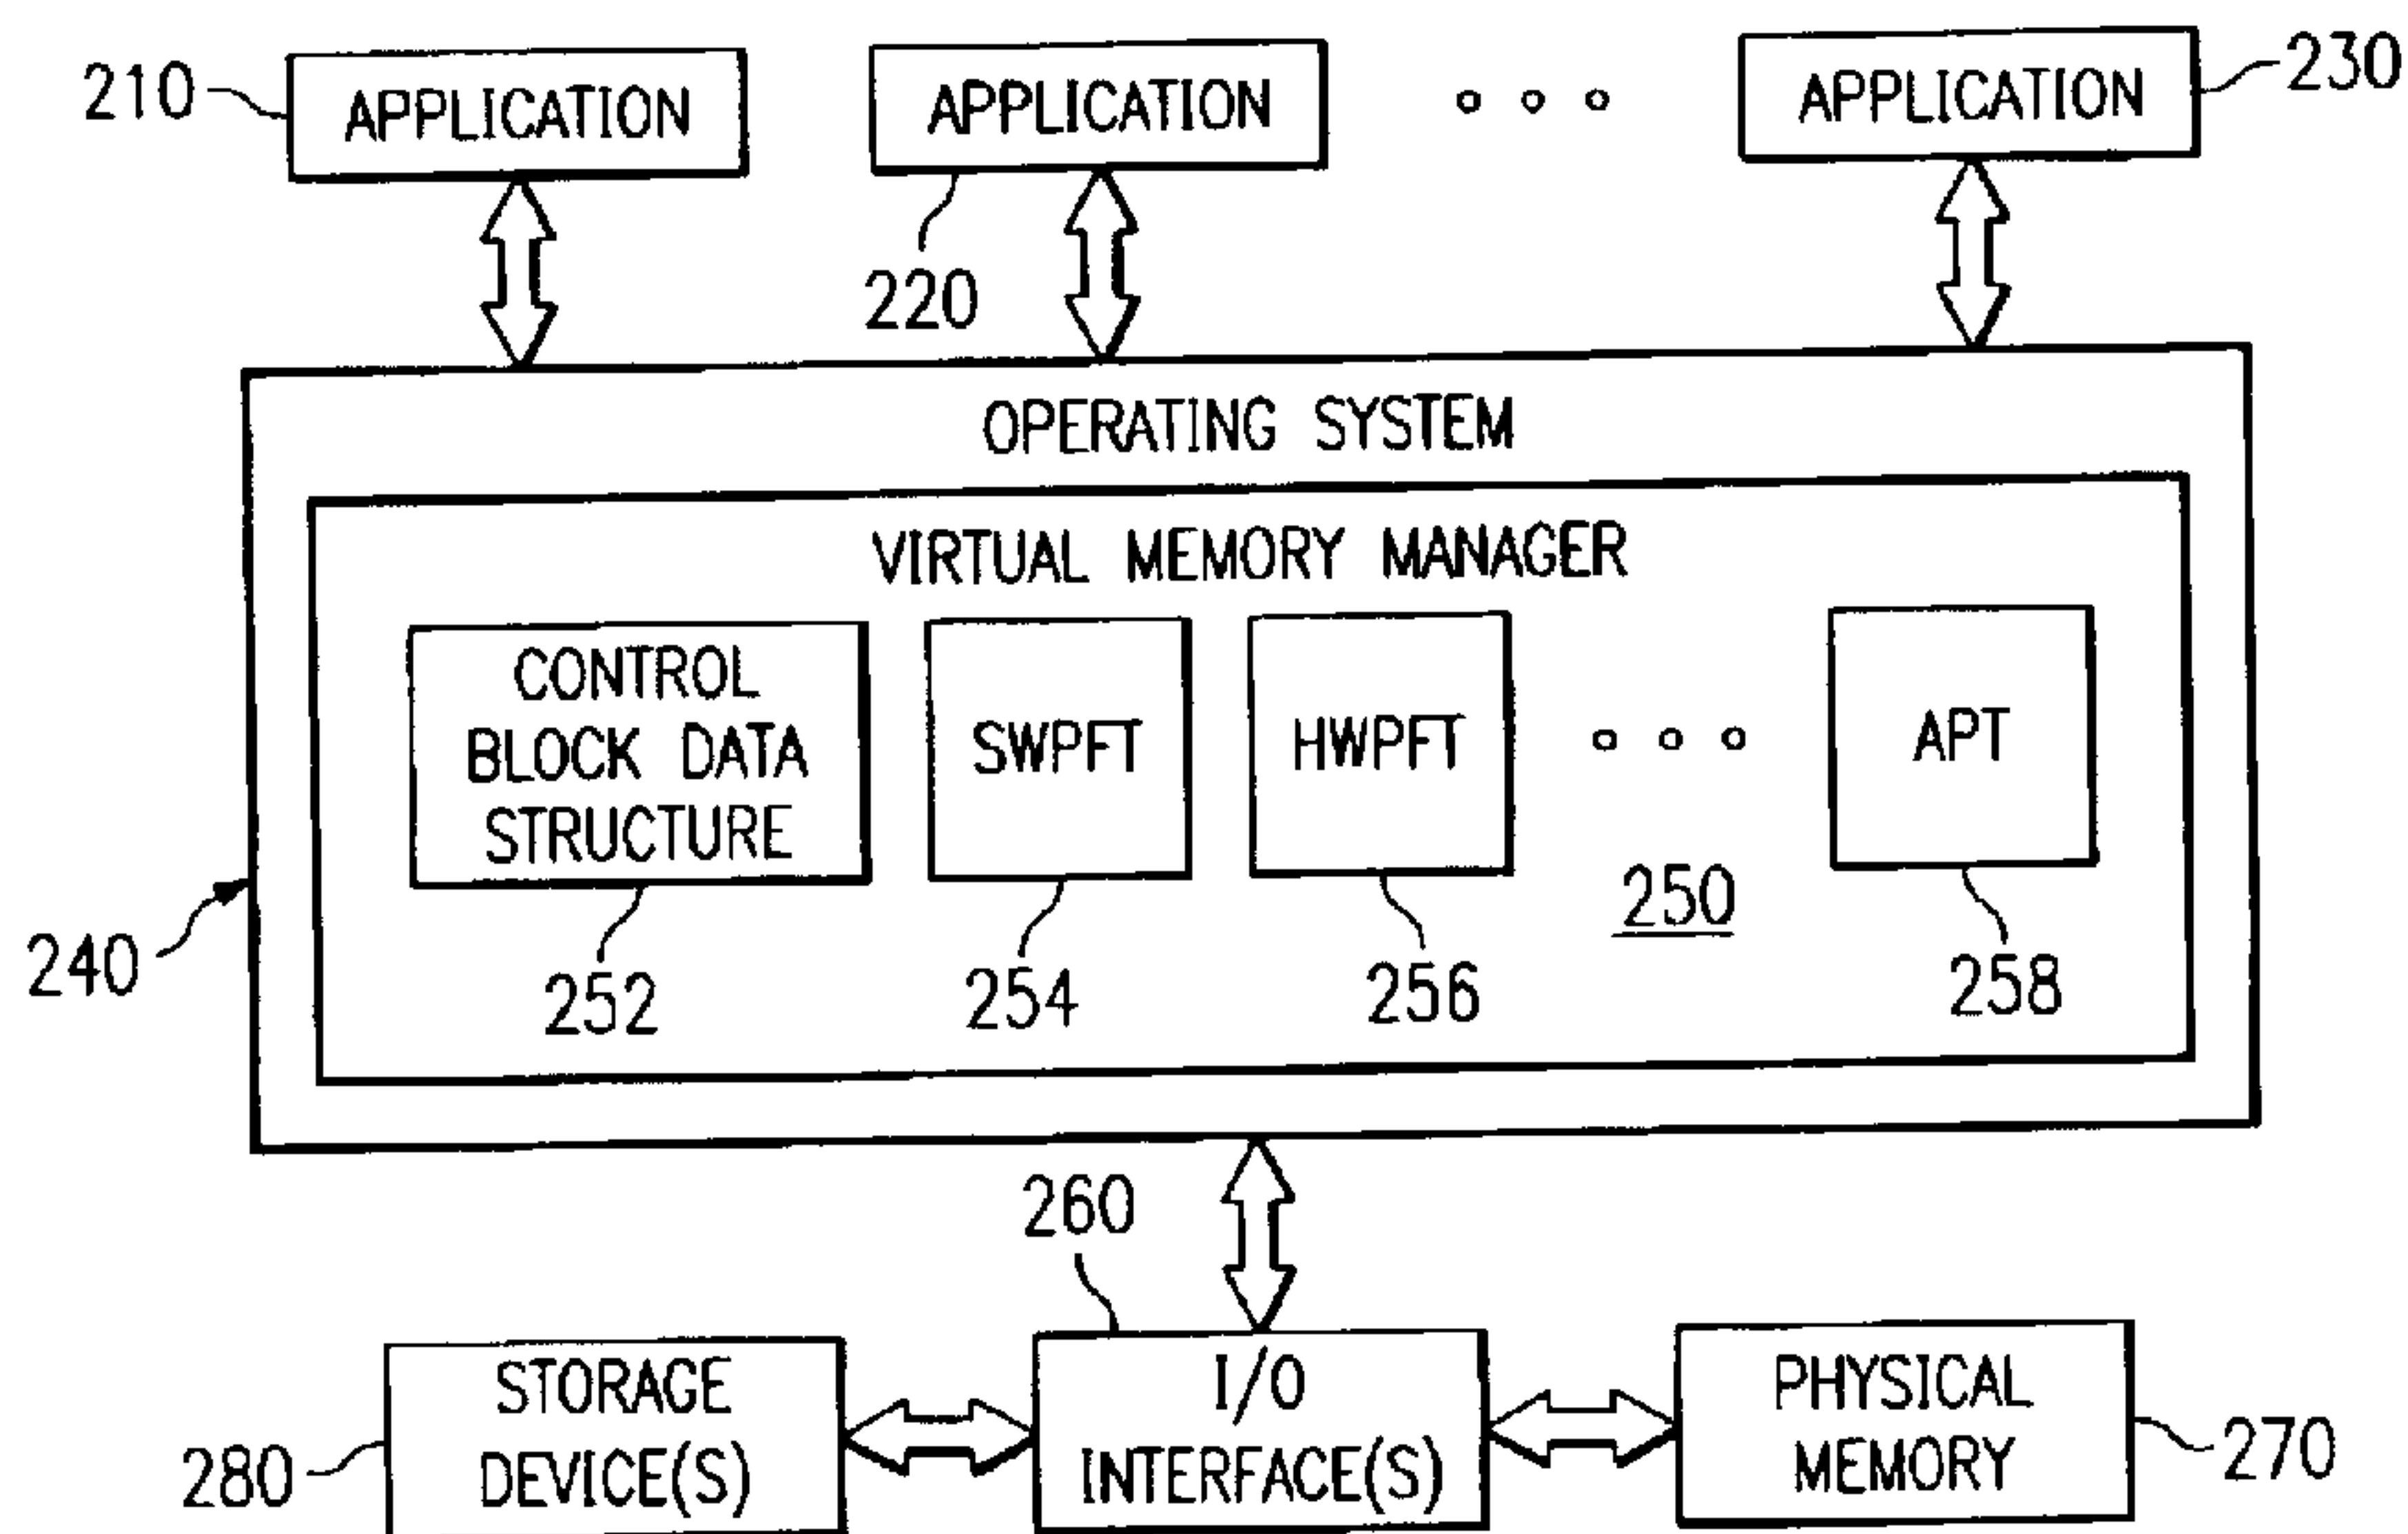 210
APPLICATION
APPLICATION
APPLICATION
230
220
OPERATING SYSTEM
VIRTUAL MEMORY MANAGER
CONTROL
BLOCK DATA
STRUCTURE
SWPFT
HWPFT
APT
250
240
252
254
256
258
260
STORAGE
DEVICE(S)
280
I/O
INTERFACE(S)
PHYSICAL
MEMORY
270